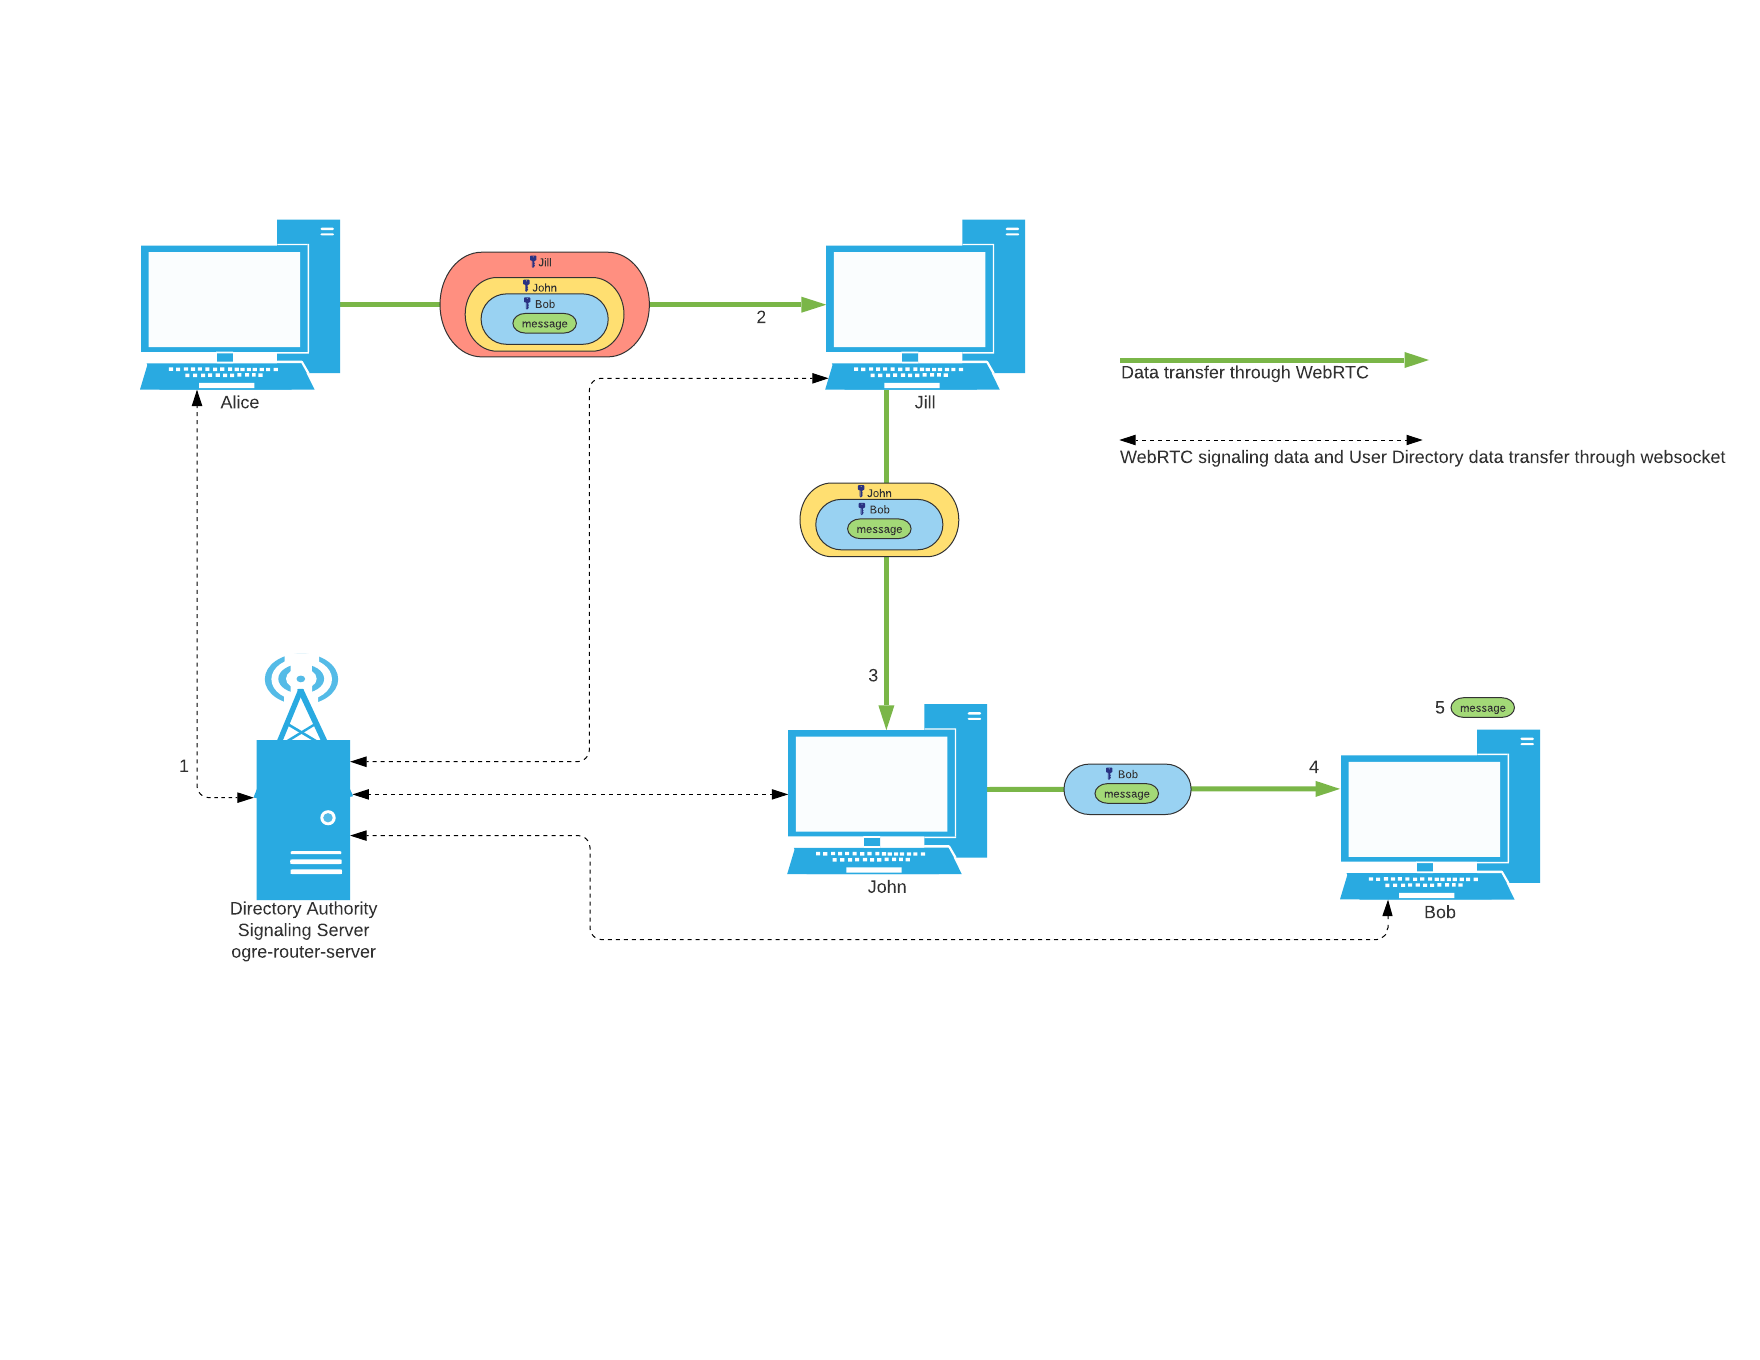 Jill
John
Bob
message
2
Alice
Jill
Data transfer through WebRTC
WebRTC signaling data and User Directory data transfer through websocket
John
Bob
message
3
5 message
1
Bob
message
4
John
Bob
Directory Authority
Signaling Server
ogre-router-server